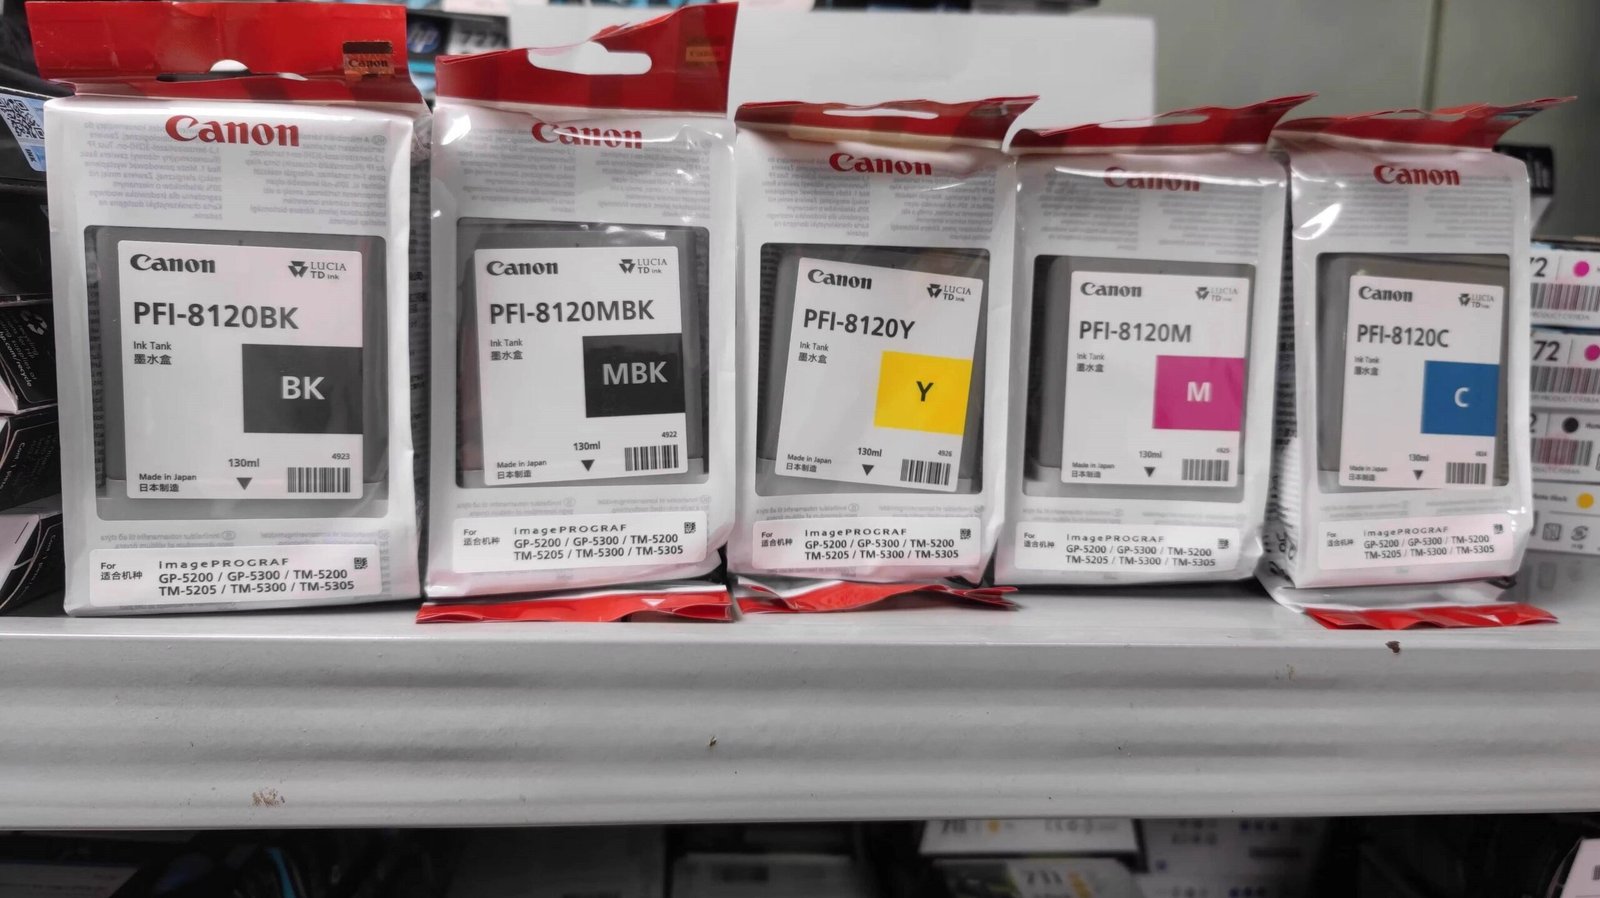 Canon
Canon
LUCIA
TD ink
PFI-8120BK
Ink Tank
墨水盒
BK
4923
130ml
Made in Japan
日本制造
For
适合机种
imagePROGRAF
GP-5200 / GP-5300 / TM-5200
TM-5205 / TM-5300 / TM-5305
Canon
Canon
Canon
LUCIA
TD ink
PFI-8120MBK
Ink Tank
墨水盒
MBK
4922
130ml
Made in Japan
日本制造
For
适合机种
imagePROGRAF
GP-5200 / GP-5300 / TM-5200
TM-5205 / TM-5300 / TM-5305
Canon
Canon
LUCIA
TD ink
PFI-8120Y
Ink Tank
墨水盒
Y
4926
130ml
Made in Japan
日本制造
For
适合机种
imagePROGRAF
GP-5200 / GP-5300 / TM-5200
TM-5205 / TM-5300 / TM-5305
Canon
Canon
LUCIA
TD ink
PFI-8120M
Ink Tank
墨水盒
M
4925
130ml
Made in Japan
日本制造
For
适合机种
imagePROGRAF
GP-5200 / GP-5300 / TM-5200
TM-5205 / TM-5300 / TM-5305
Canon
Canon
LUCIA
TD ink
PFI-8120C
Ink Tank
墨水盒
C
4924
130ml
Made in Japan
日本制造
For
适合机种
imagePROGRAF
GP-5200 / GP-5300 / TM-5200
TM-5205 / TM-5300 / TM-5305
hp
727
72
72
711
711